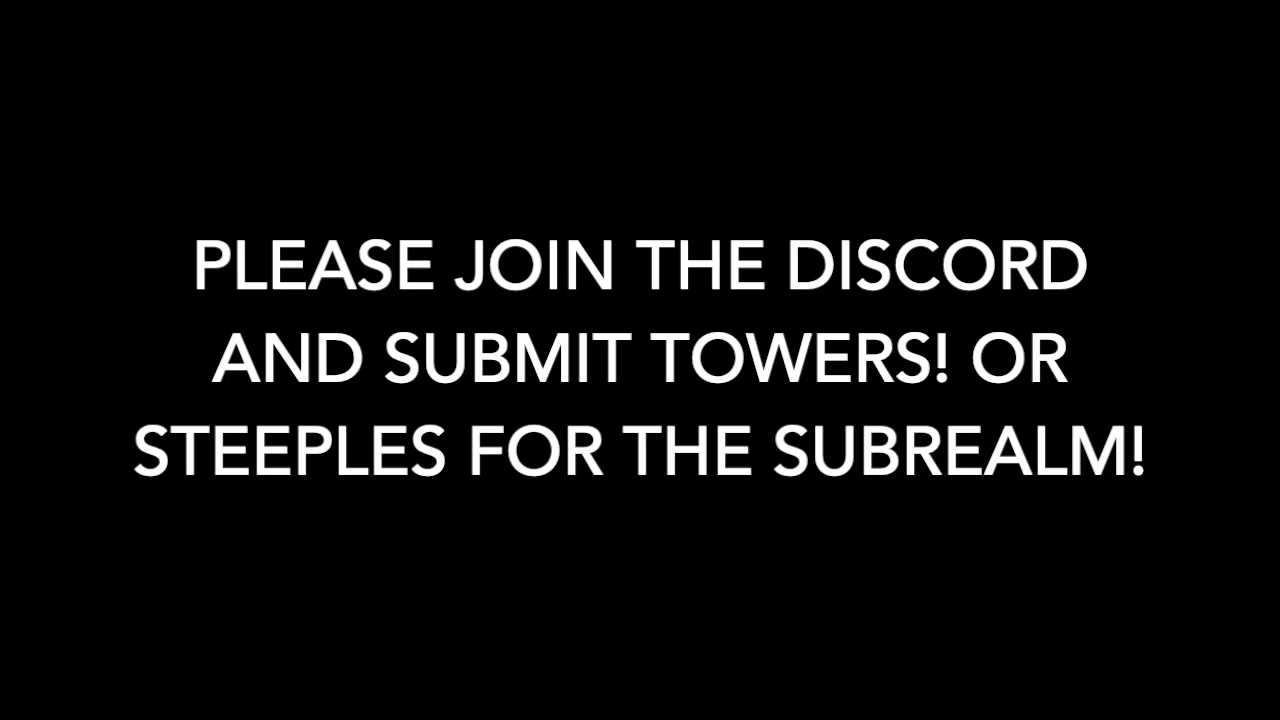 PLEASE JOIN THE DISCORD
AND SUBMIT TOWERS! OR
STEEPLES FOR THE SUBREALM!